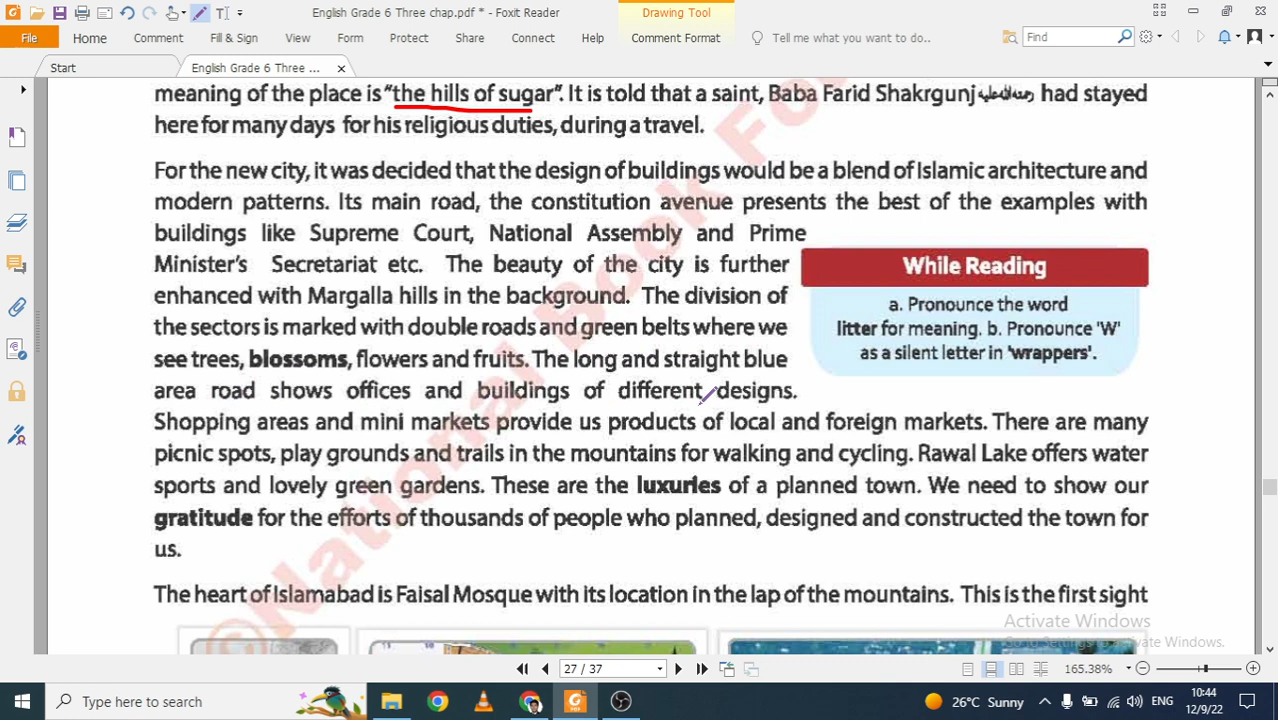 English Grade 6 Three chap.pdf * - Foxit Reader
Drawing Tool
File Home Comment Fill & Sign View Form Protect Share Connect Help Comment Format Tell me what you want to do.. Find
Start English Grade 6 Three ...
meaning of the place is “the hills of sugar”. It is told that a saint, Baba Farid Shakrgunj had stayed
here for many days for his religious duties, during a travel.
For the new city, it was decided that the design of buildings would be a blend of Islamic architecture and
modern patterns. Its main road, the constitution avenue presents the best of the examples with
buildings like Supreme Court, National Assembly and Prime
Minister’s Secretariat etc. The beauty of the city is further
enhanced with Margalla hills in the background. The division of
the sectors is marked with double roads and green belts where we
see trees, blossoms, flowers and fruits. The long and straight blue
area road shows offices and buildings of different designs.
While Reading
a. Pronounce the word
litter for meaning. b. Pronounce 'W'
as a silent letter in 'wrappers'.
Shopping areas and mini markets provide us products of local and foreign markets. There are many
picnic spots, play grounds and trails in the mountains for walking and cycling. Rawal Lake offers water
sports and lovely green gardens. These are the luxuries of a planned town. We need to show our
gratitude for the efforts of thousands of people who planned, designed and constructed the town for
us.
The heart of Islamabad is Faisal Mosque with its location in the lap of the mountains. This is the first sight
©National Book Fo
Activate Windows
Go to Settings to activate Windows.
27 / 37
165.38%
Type here to search
26°C Sunny
ENG
10:44
12/9/22